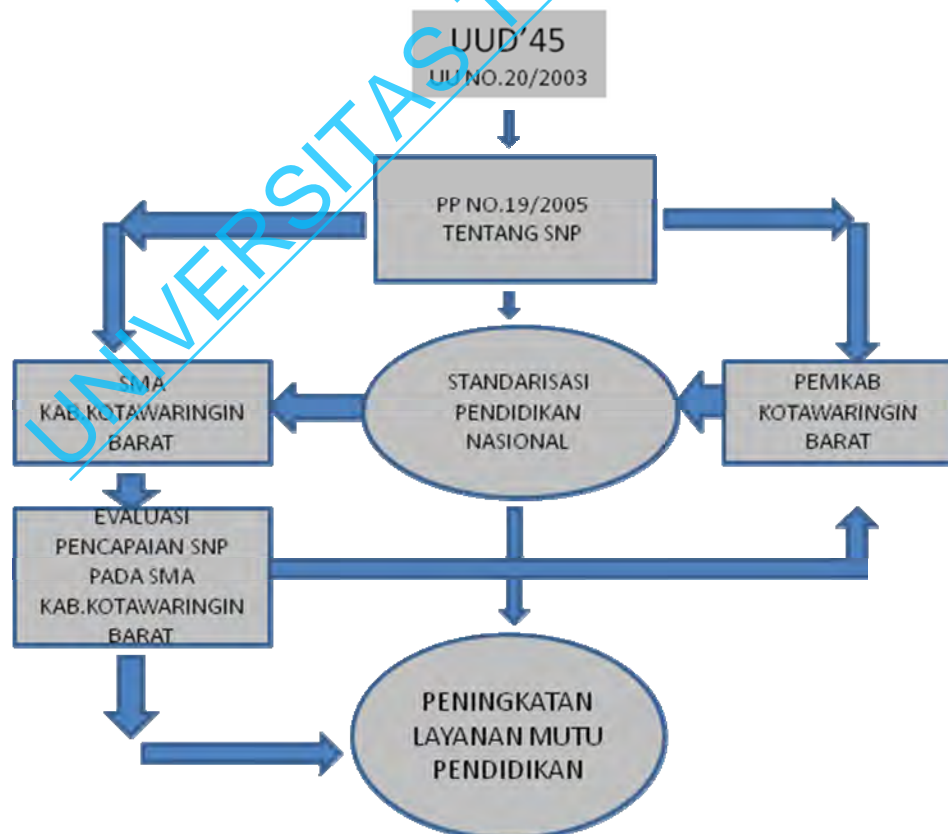 UUD'45
UU NO.20/2003
PP NO.19/2005
TENTANG SNP
SMA
KAB.KOTAWARINGIN
BARAT
STANDARISASI
PENDIDIKAN
NASIONAL
PEMKAB
KOTAWARINGIN
BARAT
EVALUASI
PENCAPAIAN SNP
PADA SMA
KAB.KOTAWARINGIN
BARAT
PENINGKATAN
LAYANAN MUTU
PENDIDIKAN
UNIVERSITAS